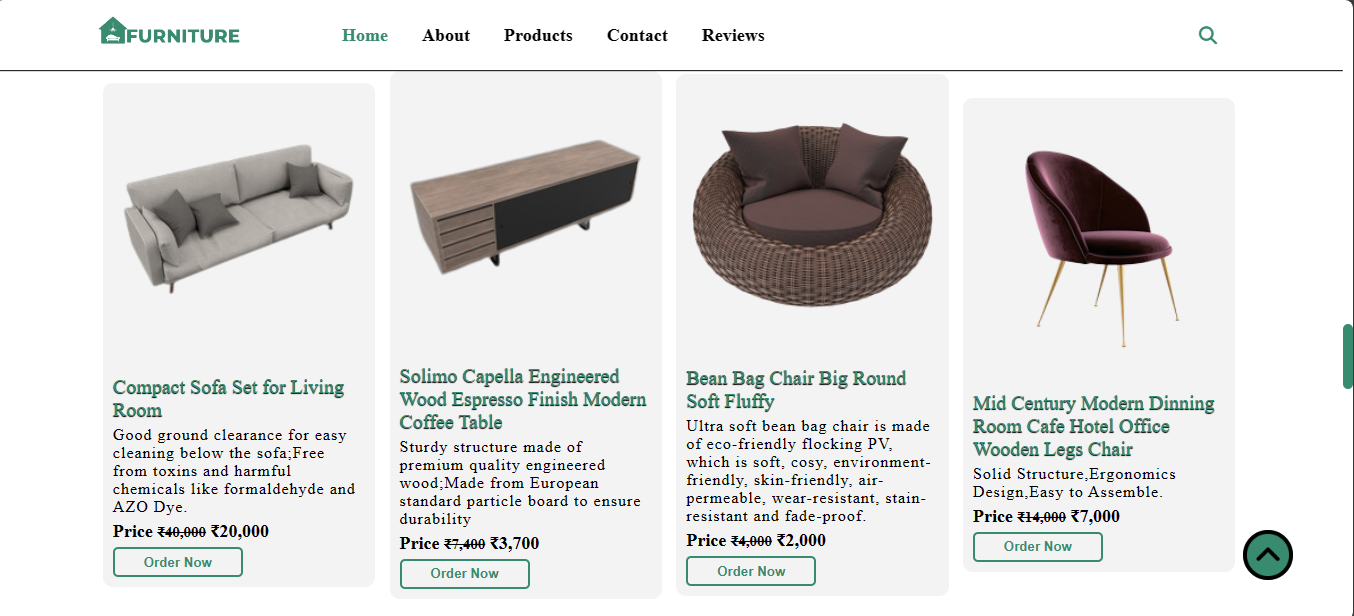 FURNITURE
Home About Products Contact Reviews
Compact Sofa Set for Living
Room
Good ground clearance for easy
cleaning below the sofa;Free
from toxins and harmful
chemicals like formaldehyde and
AZO Dye.
Price ₹40,000 ₹20,000
Order Now
Solimo Capella Engineered
Wood Espresso Finish Modern
Coffee Table
Sturdy structure made of
premium quality engineered
wood;Made from European
standard particle board to ensure
durability
Price ₹7,400 ₹3,700
Order Now
Bean Bag Chair Big Round
Soft Fluffy
Ultra soft bean bag chair is made
of eco-friendly flocking PV,
which is soft, cosy, environment-
friendly, skin-friendly, air-
permeable, wear-resistant, stain-
resistant and fade-proof.
Price ₹4,000 ₹2,000
Order Now
Mid Century Modern Dinning
Room Cafe Hotel Office
Wooden Legs Chair
Solid Structure,Ergonomics
Design,Easy to Assemble.
Price ₹14,000 ₹7,000
Order Now